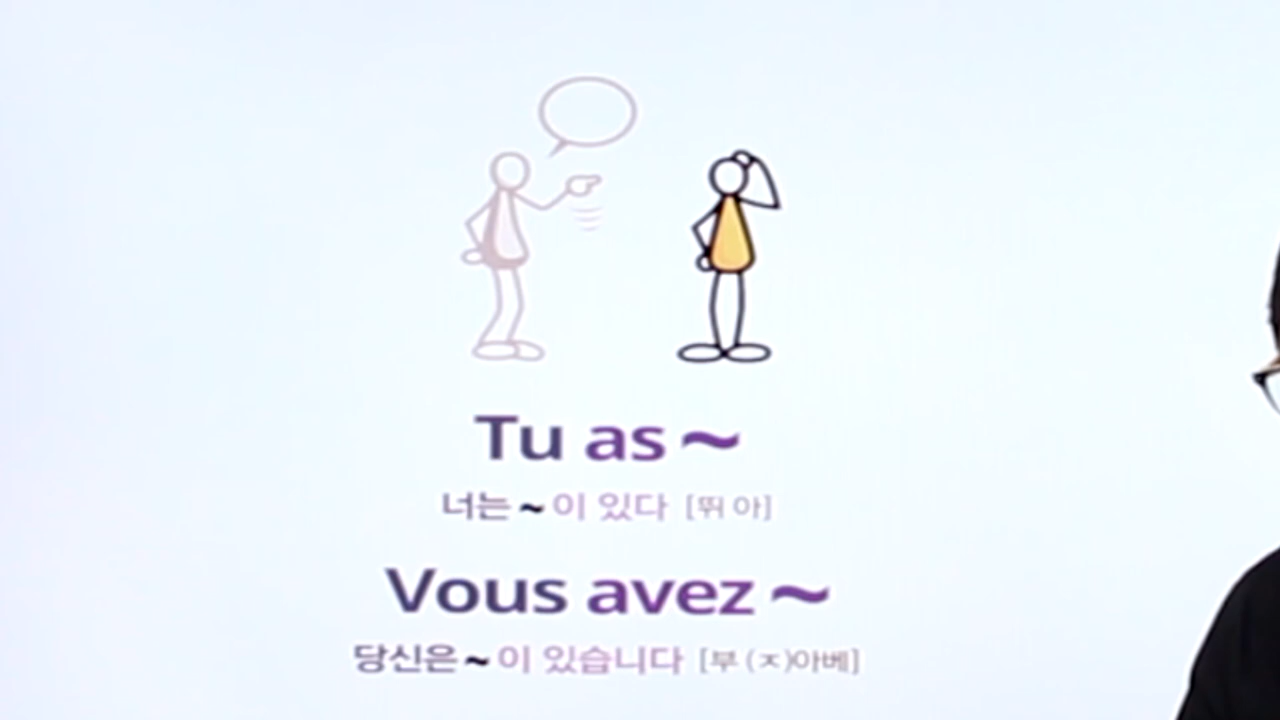 Tu as ~
너는 ~ 이 있다 [뛰 아]
Vous avez ~
당신은 ~ 이 있습니다 [부 (ㅈ)아베]